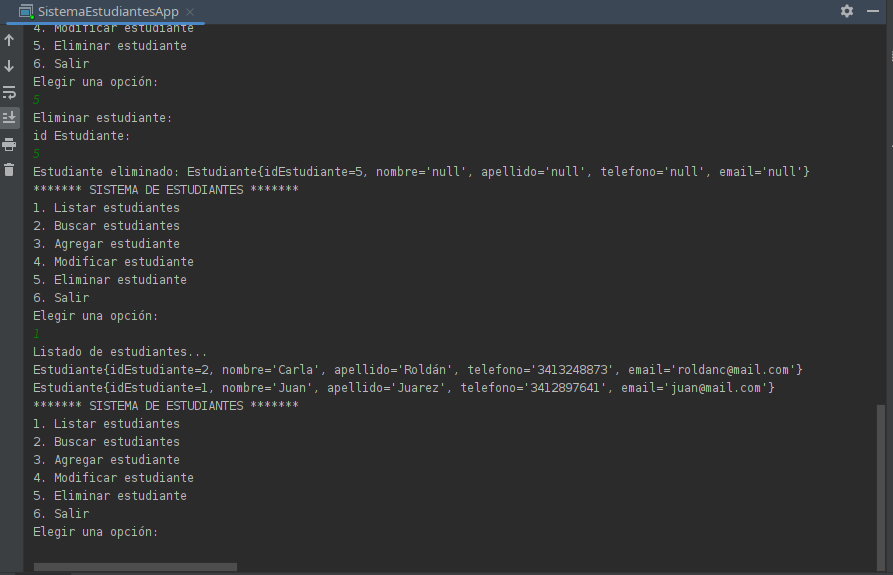 SistemaEstudiantesApp
4. Modificar estudiante
5. Eliminar estudiante
6. Salir
Elegir una opción:
5
Eliminar estudiante:
id Estudiante:
5
Estudiante eliminado: Estudiante{idEstudiante=5, nombre='null', apellido='null', telefono='null', email='null'}
******* SISTEMA DE ESTUDIANTES *******
1. Listar estudiantes
2. Buscar estudiantes
3. Agregar estudiante
4. Modificar estudiante
5. Eliminar estudiante
6. Salir
Elegir una opción:
1
Listado de estudiantes...
Estudiante{idEstudiante=2, nombre='Carla', apellido='Roldán', telefono='3413248873', email='roldanc@mail.com'}
Estudiante{idEstudiante=1, nombre='Juan', apellido='Juarez', telefono='3412897641', email='juan@mail.com'}
******* SISTEMA DE ESTUDIANTES *******
1. Listar estudiantes
2. Buscar estudiantes
3. Agregar estudiante
4. Modificar estudiante
5. Eliminar estudiante
6. Salir
Elegir una opción: